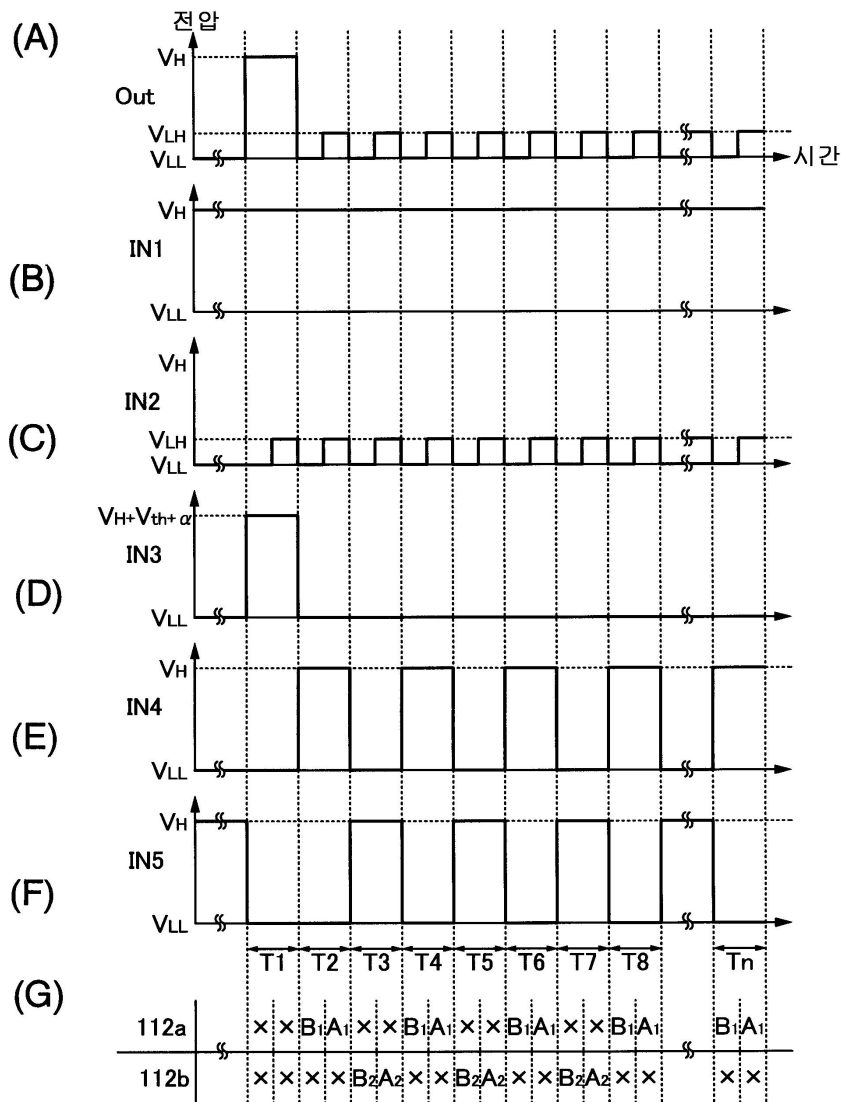 (A)
전압
VH
Out
VLH
VLL
시간
(B)
VH
IN1
VLL
(C)
VH
IN2
VLH
VLL
(D)
VH+Vth+α
IN3
VLL
(E)
VH
IN4
VLL
(F)
VH
IN5
VLL
T1 T2 T3 T4 T5 T6 T7 T8 Tn
(G)
112a × × B1 A1 × × B1 A1 × × B1 A1 × × B1 A1 B1 A1
112b × × × × B2 A2 × × B2 A2 × × B2 A2 × × × ×